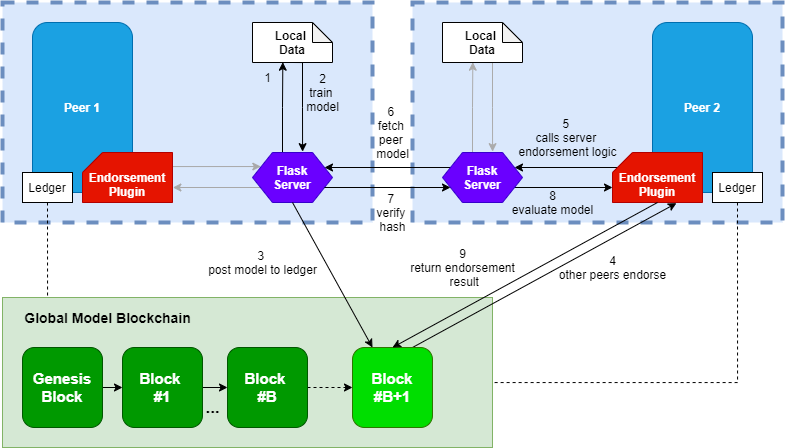 Local
Data
Local
Data
1
2
train
model
Peer 1
Peer 2
6
fetch
peer
model
5
calls server
endorsement logic
Endorsement
Plugin
Flask
Server
Flask
Server
Endorsement
Plugin
Ledger
Ledger
7
verify
hash
8
evaluate model
3
post model to ledger
9
return endorsement
result
4
other peers endorse
Global Model Blockchain
Genesis
Block
Block
#1
...
Block
#B
Block
#B+1